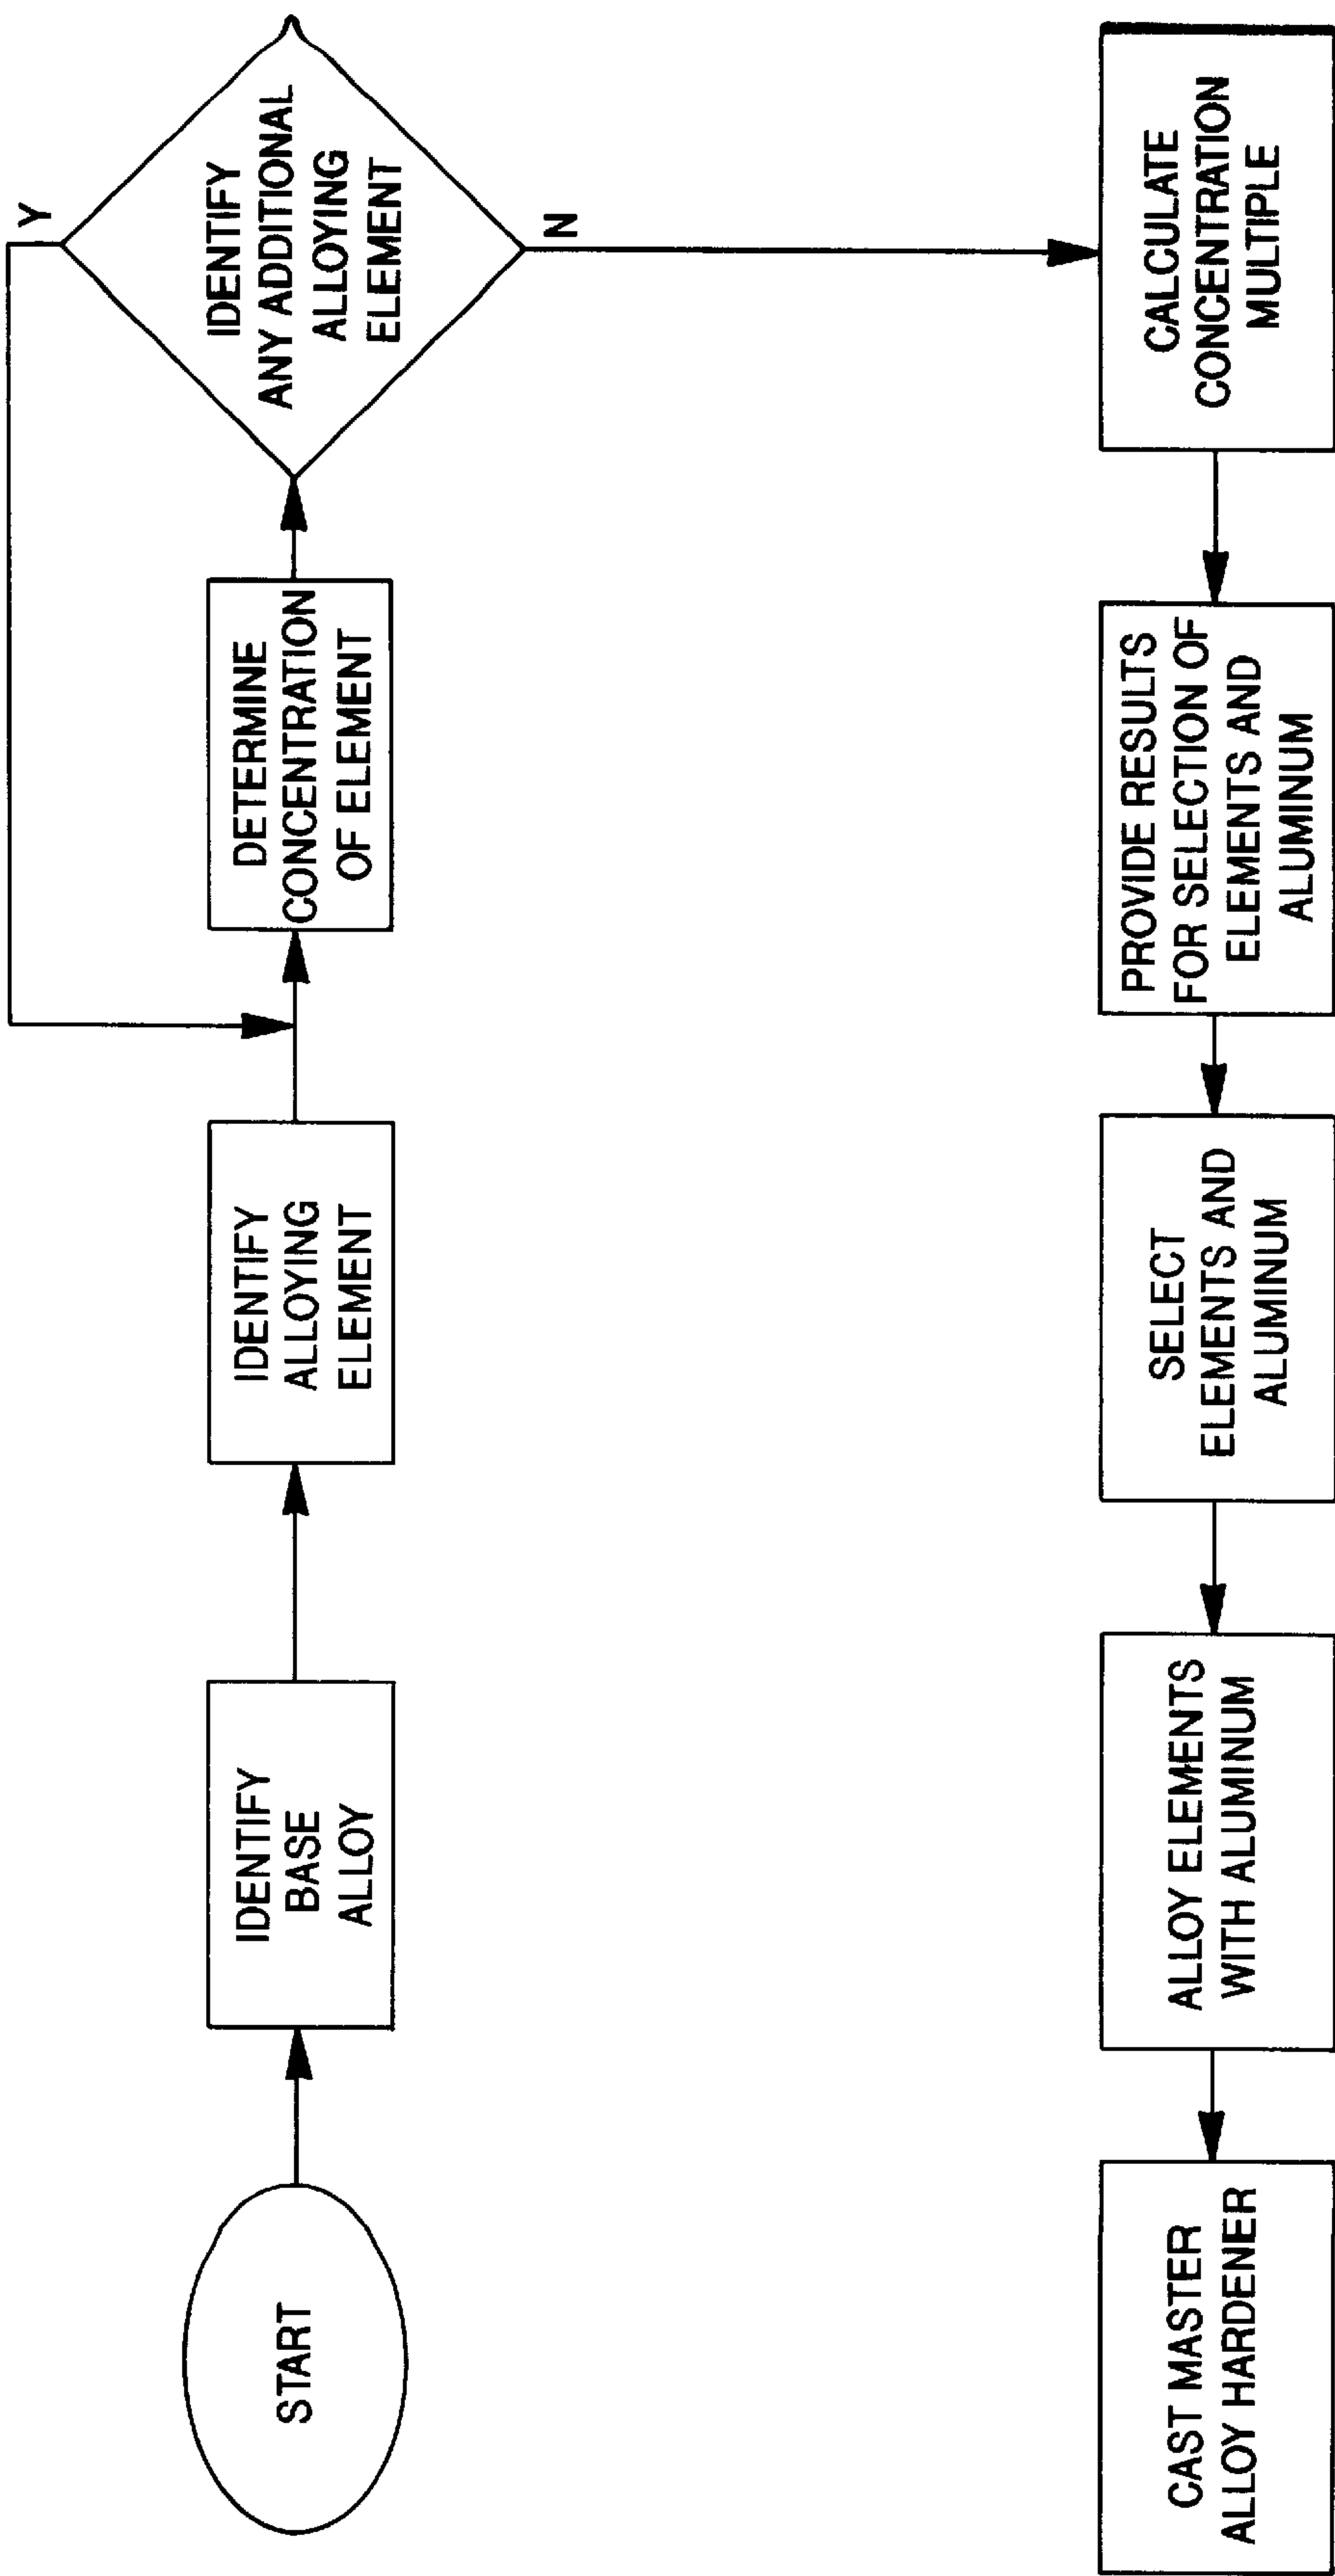 START
IDENTIFY
BASE
ALLOY
IDENTIFY
ALLOYING
ELEMENT
DETERMINE
CONCENTRATION
OF ELEMENT
IDENTIFY
ANY ADDITIONAL
ALLOYING
ELEMENT
Y
N
CALCULATE
CONCENTRATION
MULTIPLE
PROVIDE RESULTS
FOR SELECTION OF
ELEMENTS AND
ALUMINUM
SELECT
ELEMENTS AND
ALUMINUM
ALLOY ELEMENTS
WITH ALUMINUM
CAST MASTER
ALLOY HARDENER